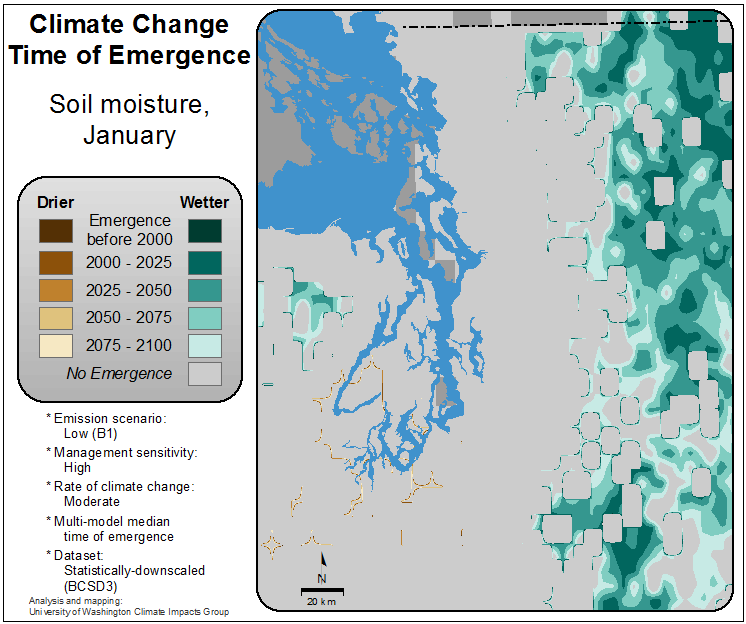 Climate Change
Time of Emergence
Soil moisture,
January
Drier
Wetter
Emergence
before 2000
2000 - 2025
2025 - 2050
2050 - 2075
2075 - 2100
No Emergence
* Emission scenario:
Low (B1)
* Management sensitivity:
High
* Rate of climate change:
Moderate
* Multi-model median
time of emergence
* Dataset:
Statistically-downscaled
(BCSD3)
Analysis and mapping:
University of Washington Climate Impacts Group
N
20 km